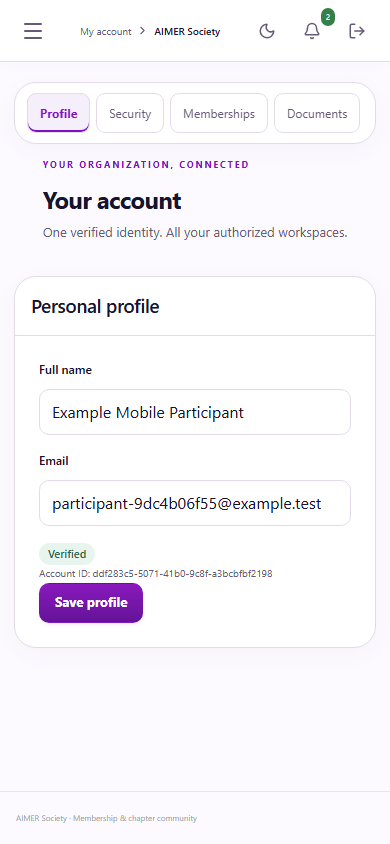 My account > AIMER Society
2
Profile Security Memberships Documents
YOUR ORGANIZATION, CONNECTED
Your account
One verified identity. All your authorized workspaces.
Personal profile
Full name
Example Mobile Participant
Email
participant-9dc4b06f55@example.test
Verified
Account ID: ddf283c5-5071-41b0-9c8f-a3bcbfbf2198
Save profile
AIMER Society · Membership & chapter community